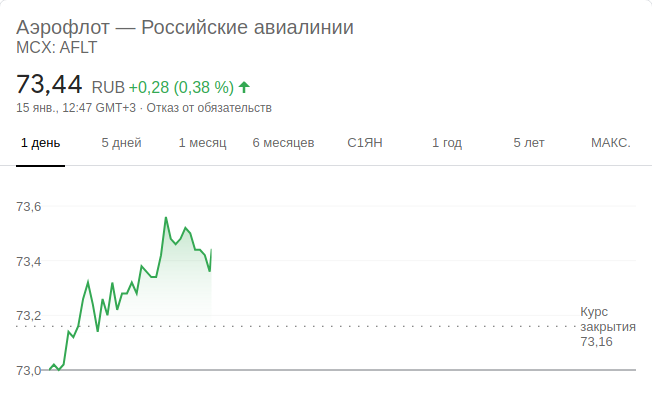 Аэрофлот — Российские авиалинии
MCX: AFLT
73,44 RUB +0,28 (0,38 %) ↑
15 янв., 12:47 GMT+3 · Отказ от обязательств
1 день 5 дней 1 месяц 6 месяцев С1ЯН 1 год 5 лет МАКС.
73,6
73,4
73,2
73,0
Курс
закрытия
73,16